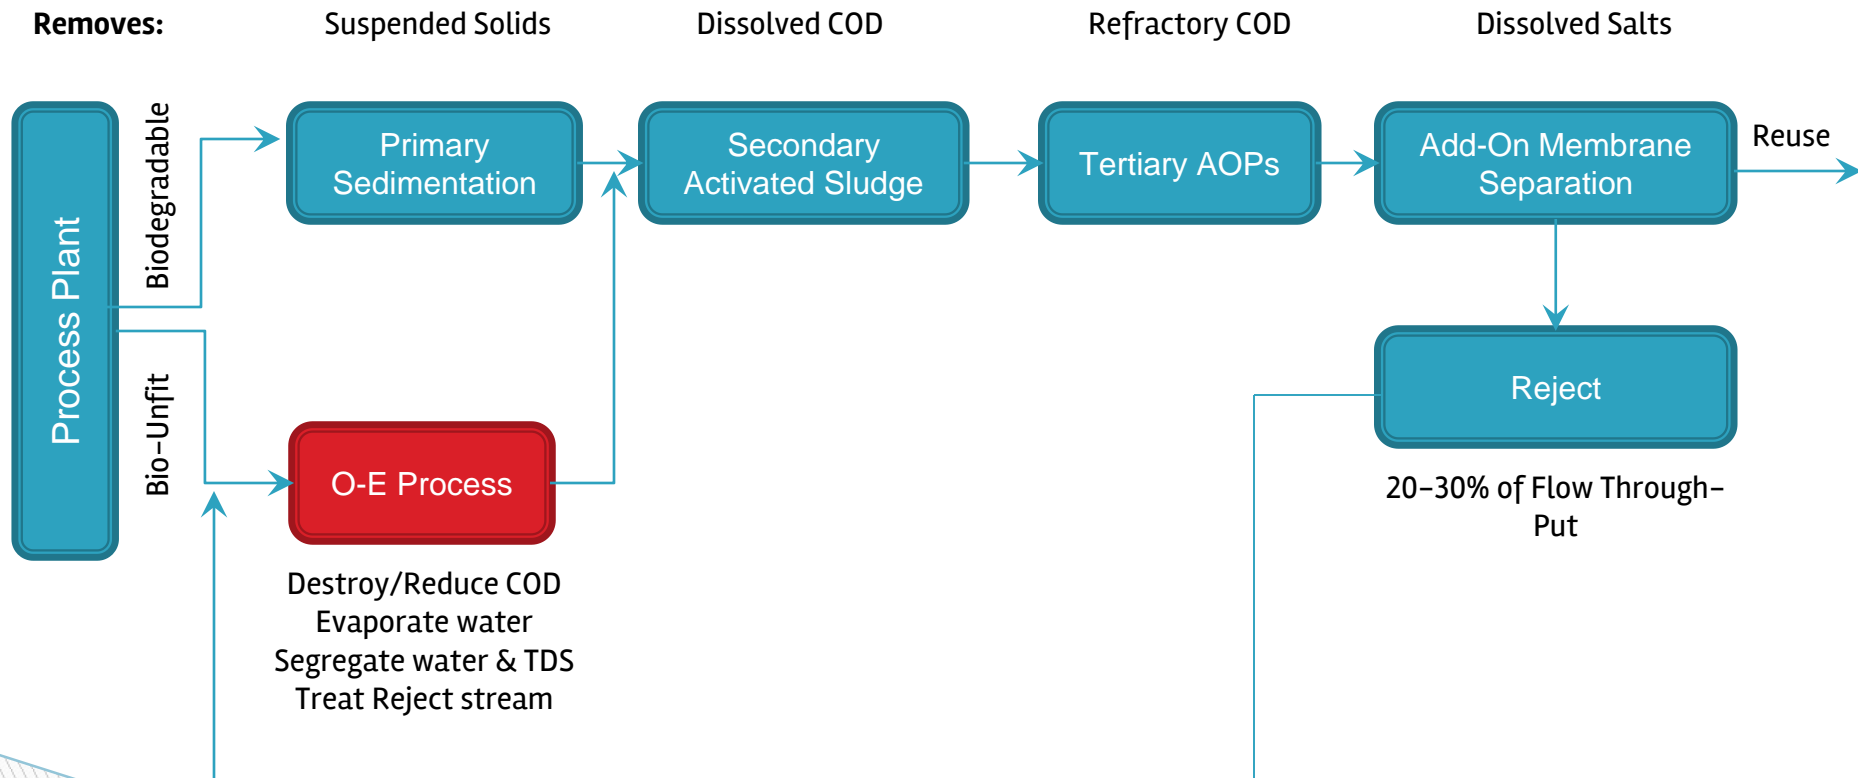 Removes:
Suspended Solids
Dissolved COD
Refractory COD
Dissolved Salts
Process Plant
Biodegradable
Bio-Unfit
Primary
Sedimentation
Secondary
Activated Sludge
Tertiary AOPs
Add-On Membrane
Separation
Reuse
Reject
20-30% of Flow Through-
Put
O-E Process
Destroy/Reduce COD
Evaporate water
Segregate water & TDS
Treat Reject stream